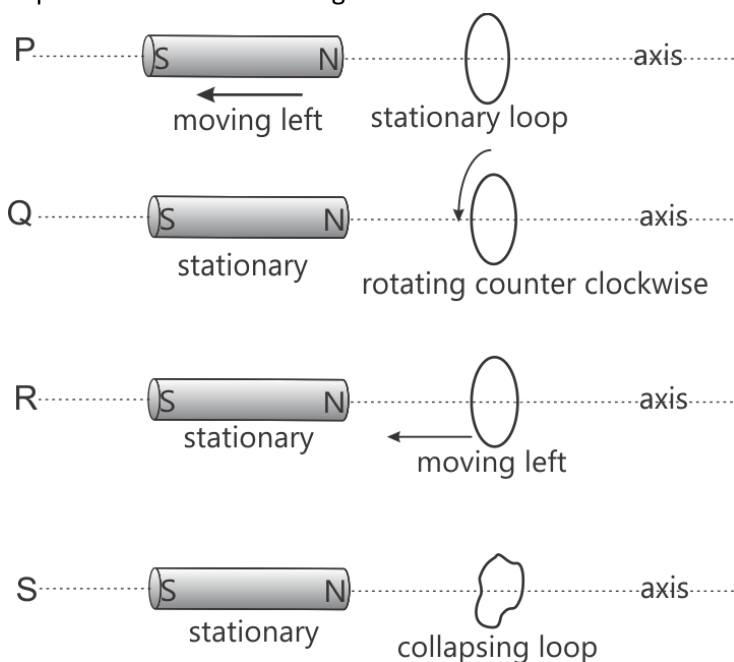 P S N axis
moving left stationary loop
Q S N axis
stationary rotating counter clockwise
R S N axis
stationary moving left
S S N axis
stationary collapsing loop